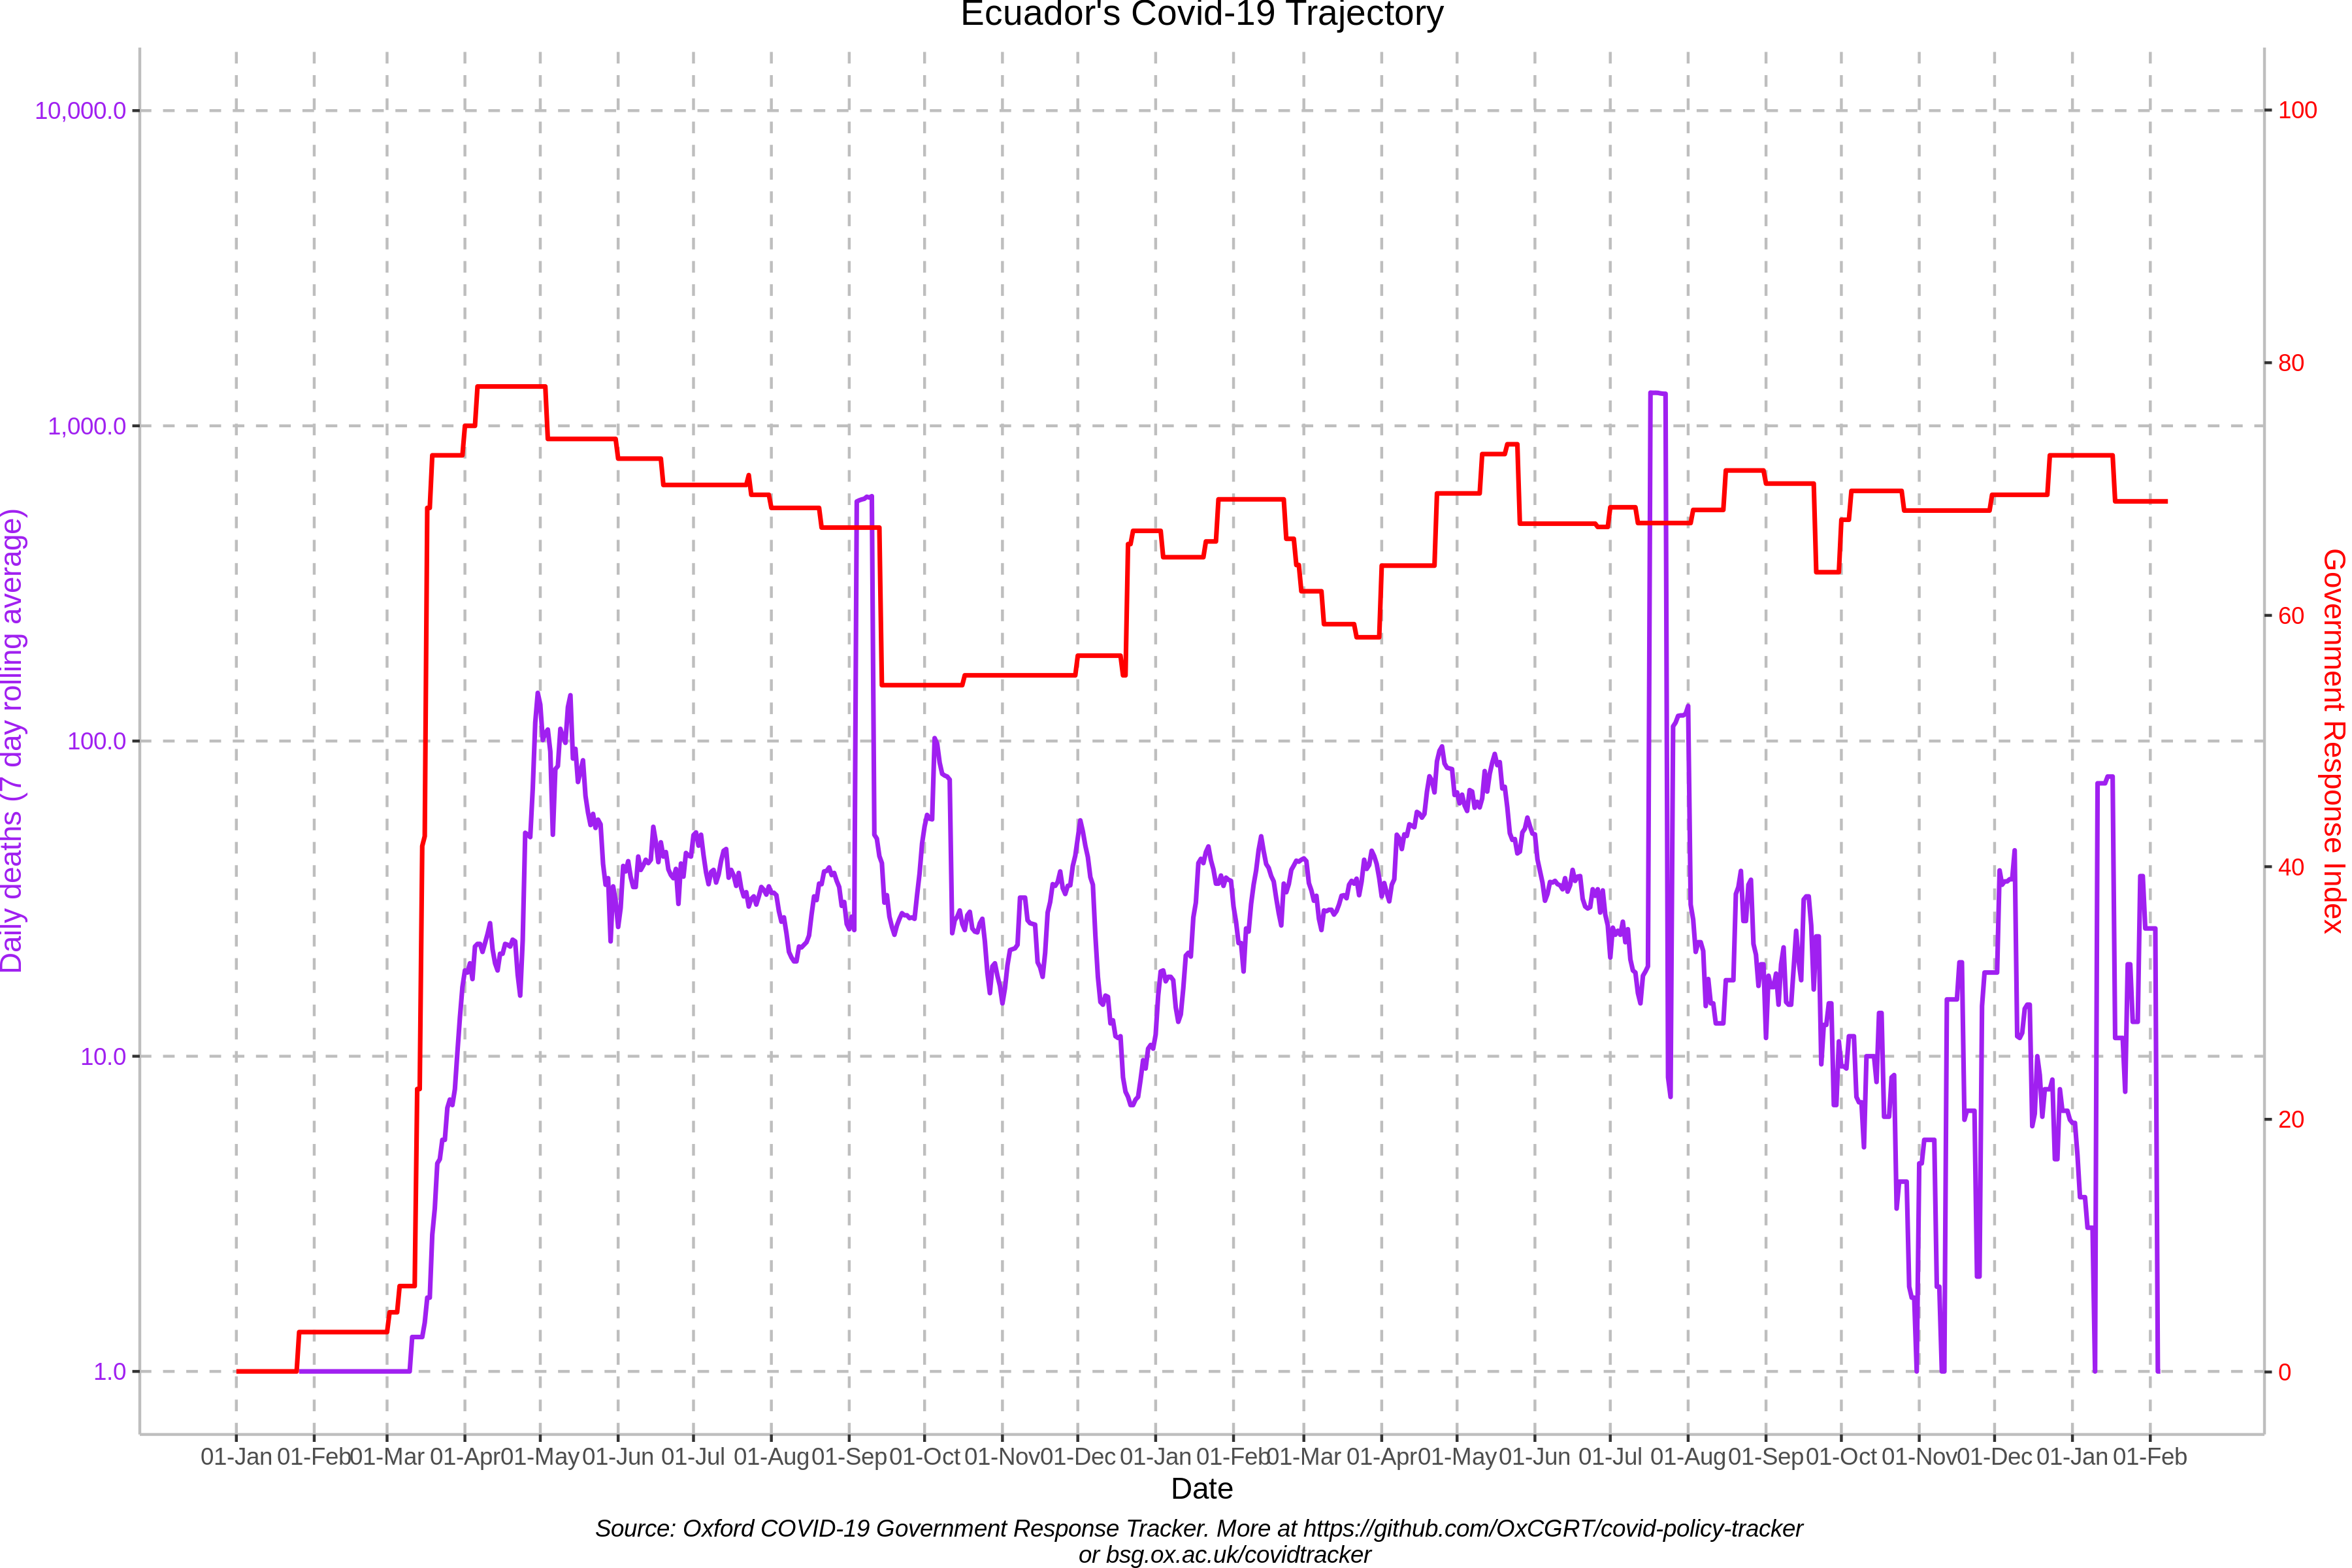 Ecuador's Covid-19 Trajectory
10,000.0
1,000.0
100.0
10.0
1.0
Daily deaths (7 day rolling average)
100
80
60
40
20
0
Government Response Index
01-Jan 01-Feb 01-Mar 01-Apr 01-May 01-Jun 01-Jul 01-Aug 01-Sep 01-Oct 01-Nov 01-Dec 01-Jan 01-Feb 01-Mar 01-Apr 01-May 01-Jun 01-Jul 01-Aug 01-Sep 01-Oct 01-Nov 01-Dec 01-Jan 01-Feb
Date
Source: Oxford COVID-19 Government Response Tracker. More at https://github.com/OxCGRT/covid-policy-tracker
or bsg.ox.ac.uk/covidtracker